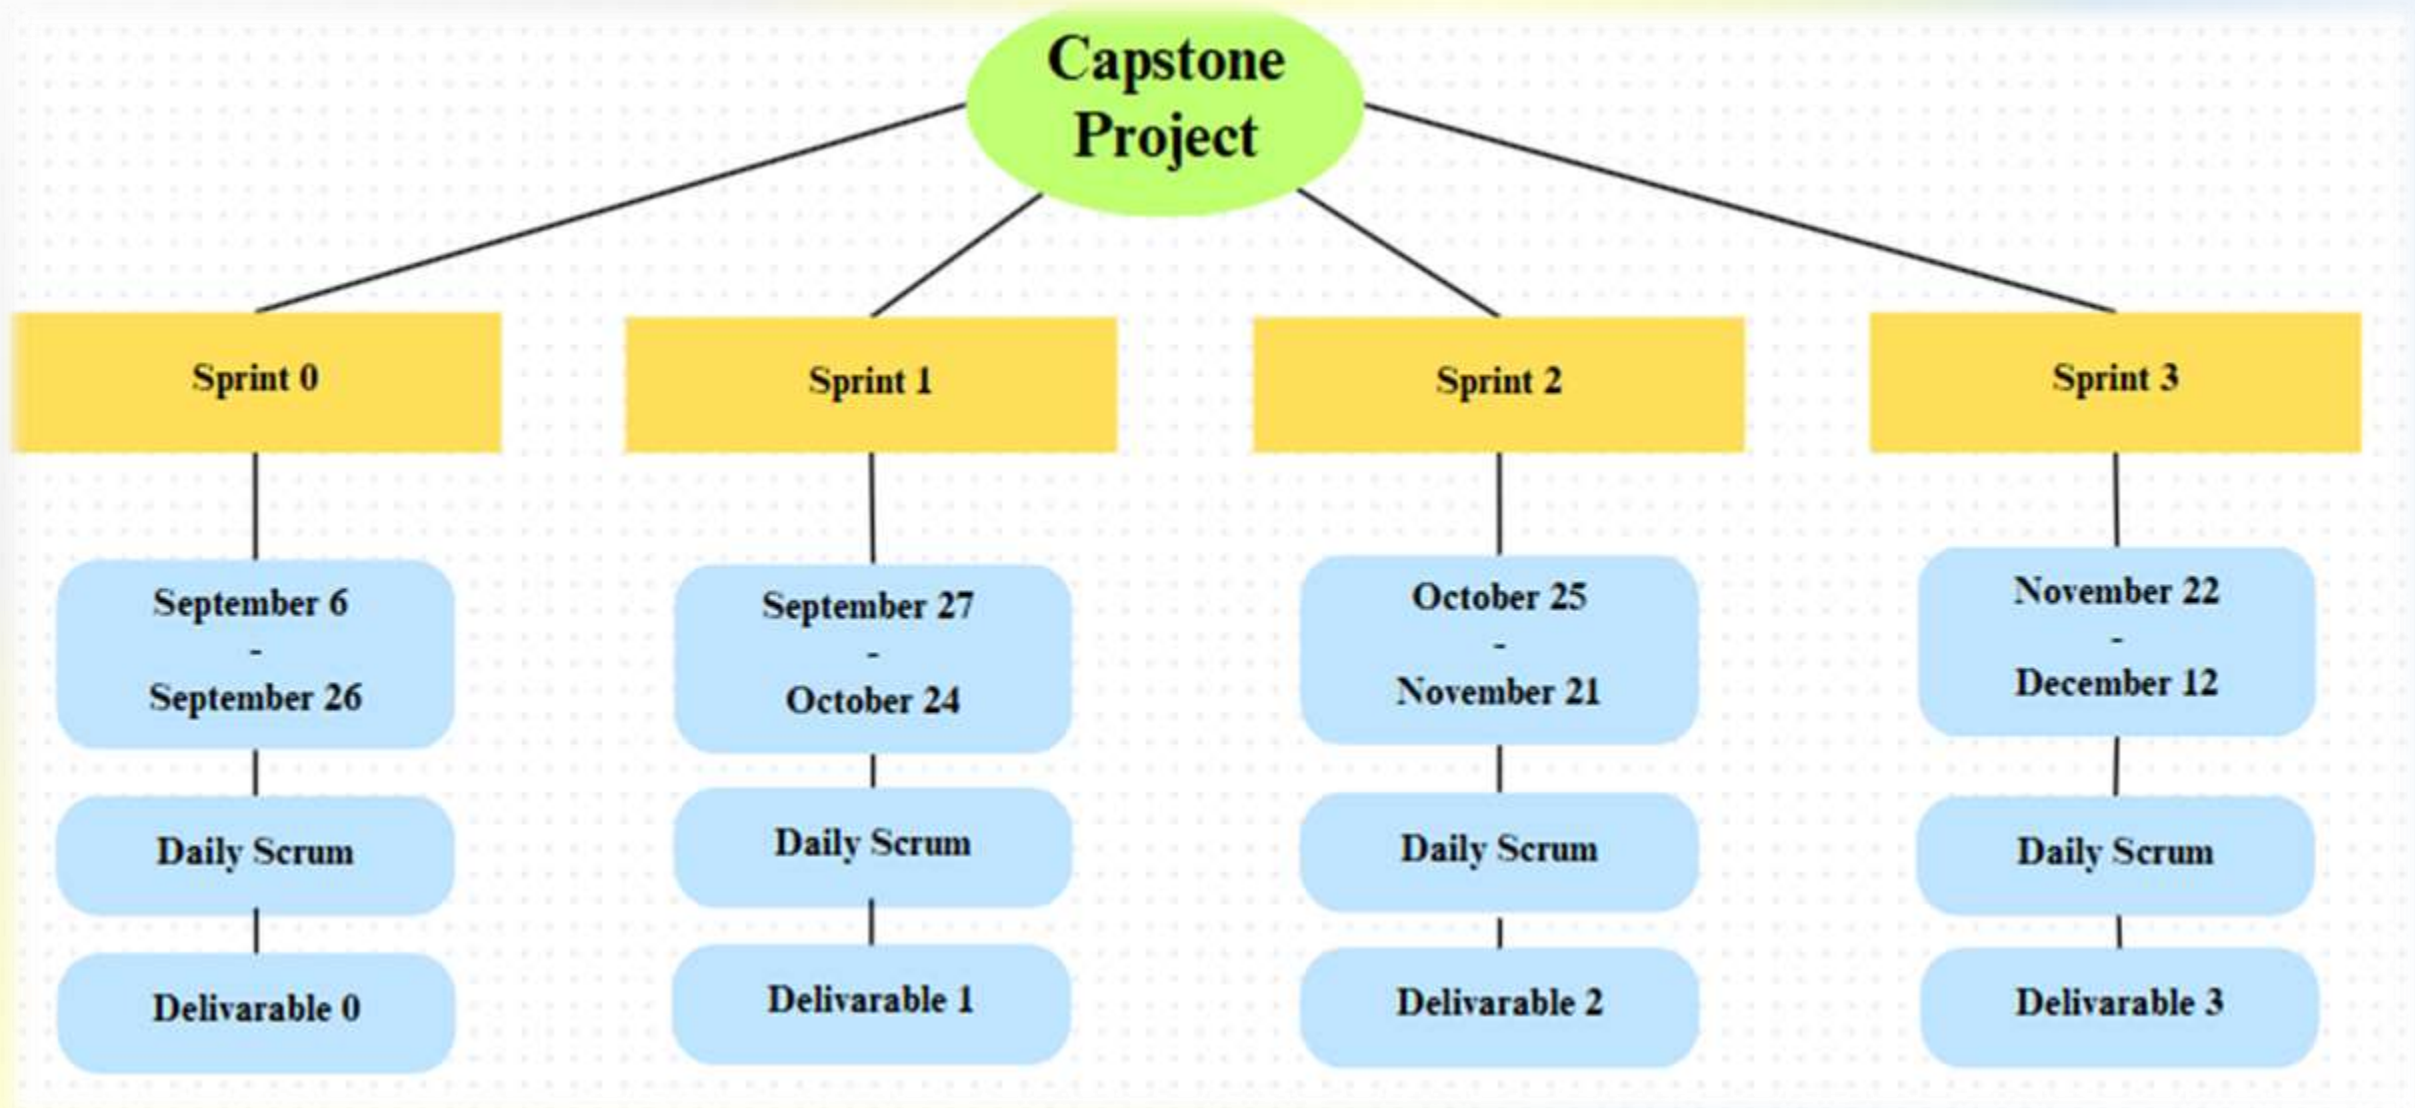 Capstone
Project
Sprint 0
Sprint 1
Sprint 2
Sprint 3
September 6
-
September 26
September 27
-
October 24
October 25
-
November 21
November 22
-
December 12
Daily Scrum
Daily Scrum
Daily Scrum
Daily Scrum
Delivarable 0
Delivarable 1
Delivarable 2
Delivarable 3